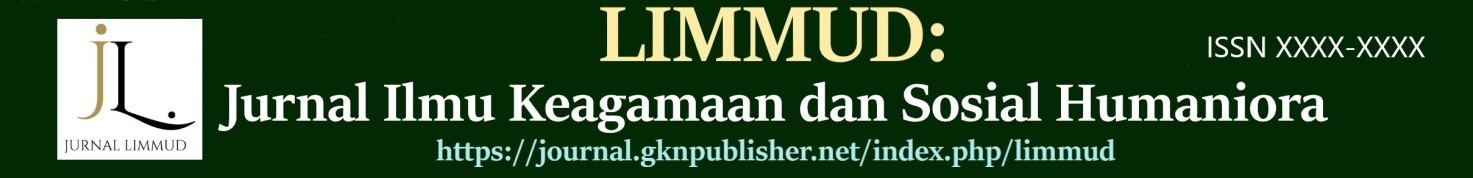 LIMMUD:
ISSN XXXX-XXXX
JL.
JURNAL LIMMUD
Jurnal Ilmu Keagamaan dan Sosial Humaniora
https://journal.gknpublisher.net/index.php/limmud